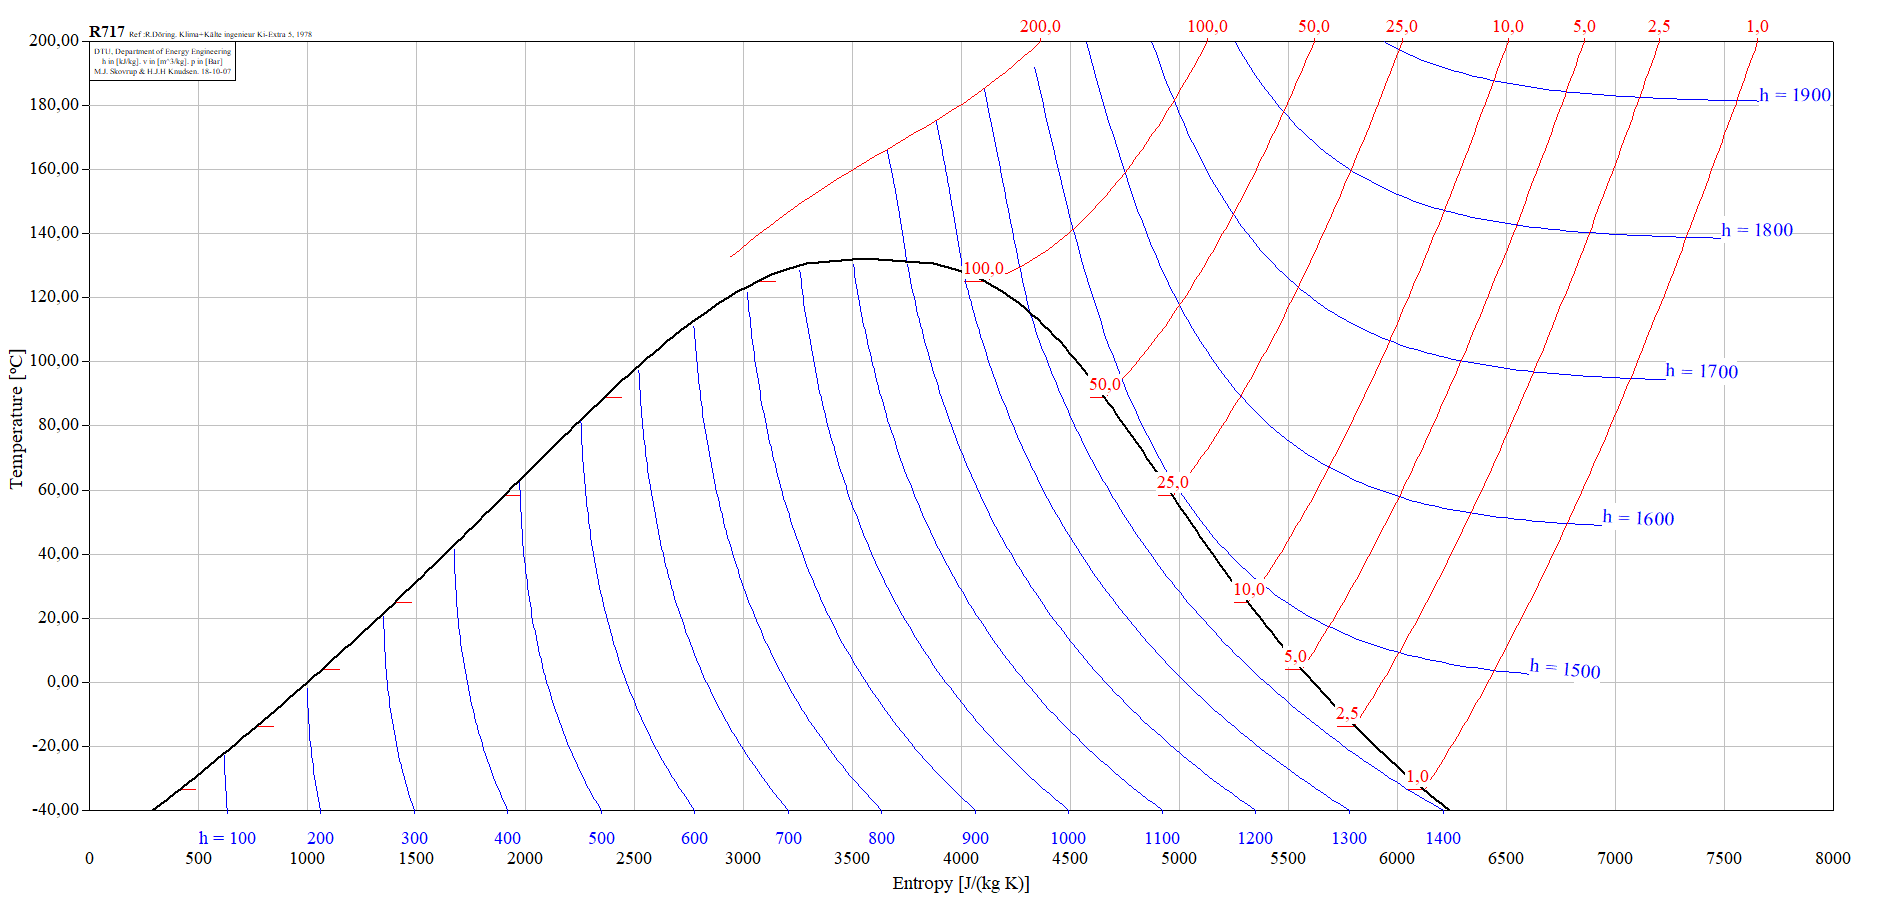 R717 Ref :R.Döring. Klima+Kälte ingenieur Ki-Extra 5, 1978
DTU, Department of Energy Engineering
h in [kJ/kg]. v in [m^3/kg]. p in [Bar]
M.J. Skovrup & H.J.H Knudsen. 18-10-07
200,0 100,0 50,0 25,0 10,0 5,0 2,5 1,0
200,00
180,00
160,00
140,00
120,00
100,00
80,00
60,00
40,00
20,00
0,00
-20,00
-40,00
Temperature [ºC]
h = 1900
h = 1800
h = 1700
h = 1600
h = 1500
100,0
50,0
25,0
10,0
5,0
2,5
1,0
h = 100 200 300 400 500 600 700 800 900 1000 1100 1200 1300 1400
0 500 1000 1500 2000 2500 3000 3500 4000 4500 5000 5500 6000 6500 7000 7500 8000
Entropy [J/(kg K)]